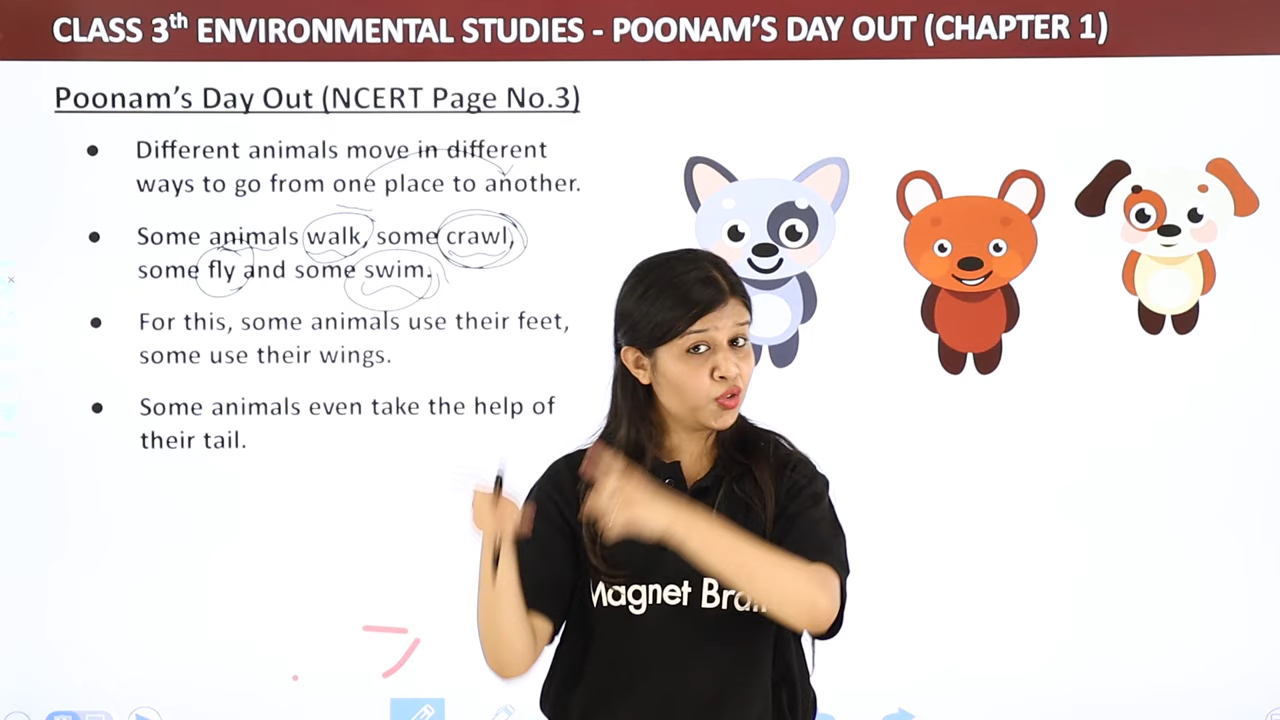 CLASS 3th ENVIRONMENTAL STUDIES - POONAM'S DAY OUT (CHAPTER 1)
Poonam's Day Out (NCERT Page No.3)
● Different animals move in different
ways to go from one place to another.
● Some animals walk, some crawl,
some fly and some swim.
● For this, some animals use their feet,
some use their wings.
● Some animals even take the help of
their tail.
Magnet